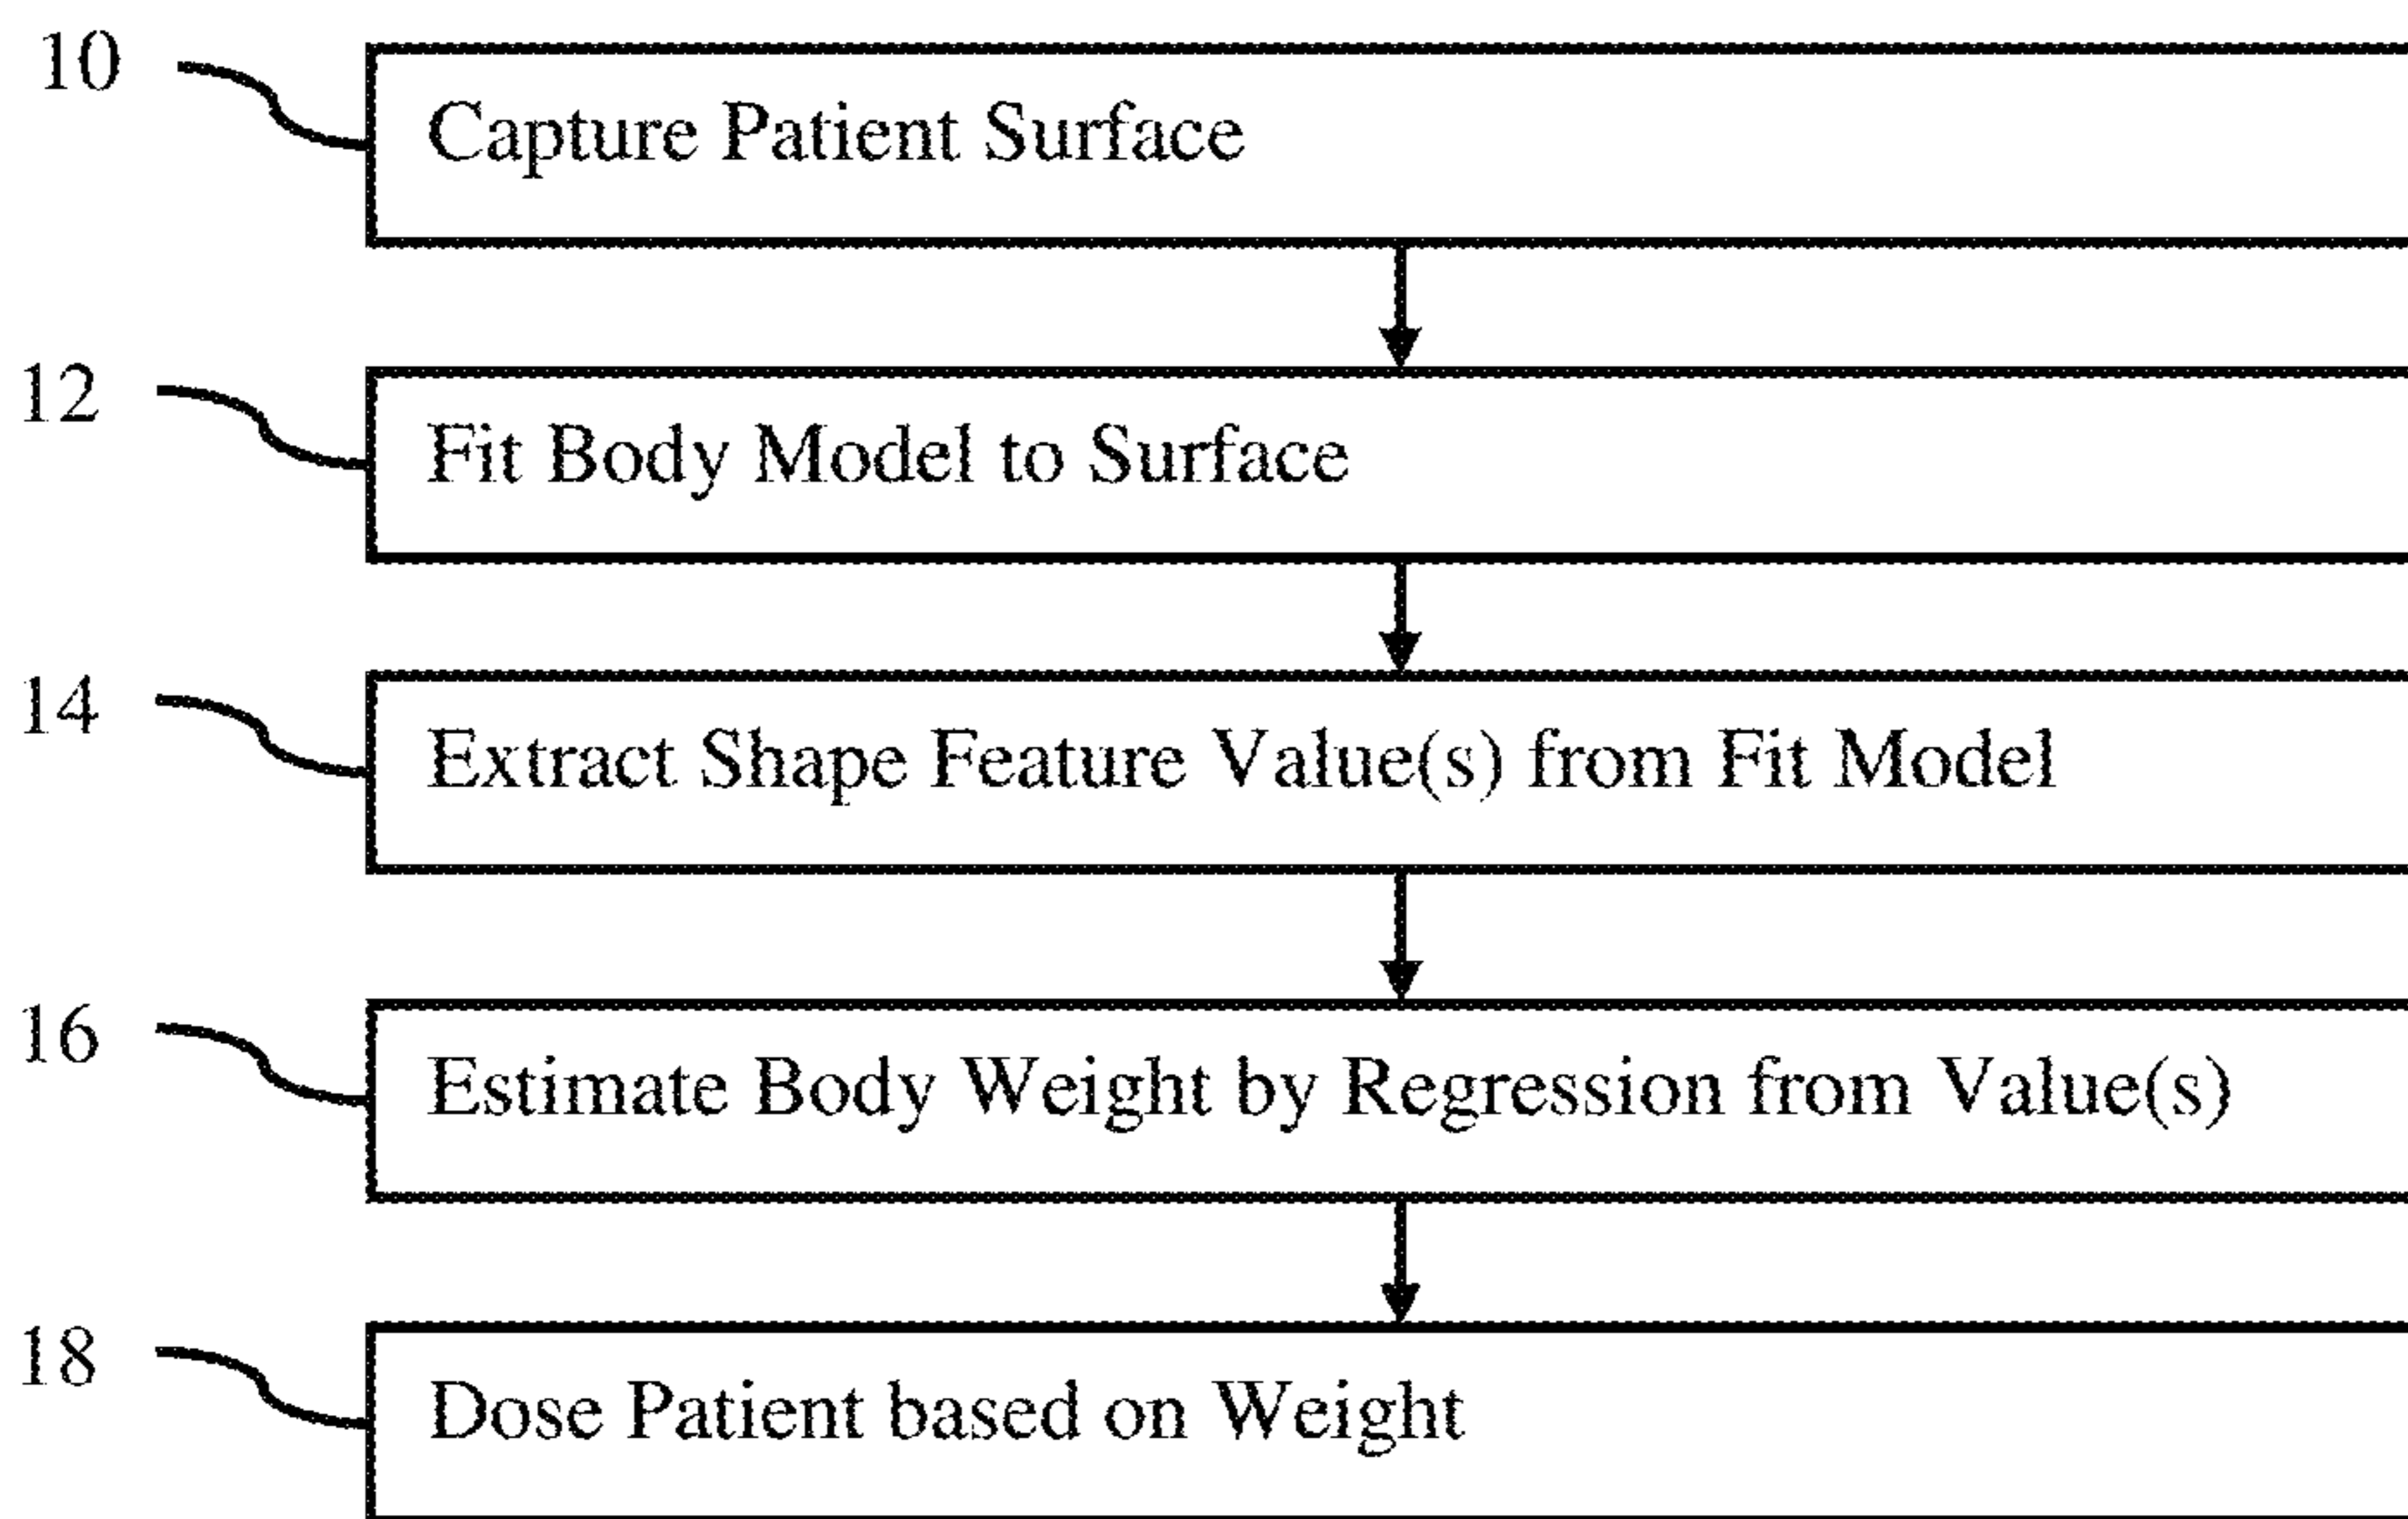 10
Capture Patient Surface
12
Fit Body Model to Surface
14
Extract Shape Feature Value(s) from Fit Model
16
Estimate Body Weight by Regression from Value(s)
18
Dose Patient based on Weight